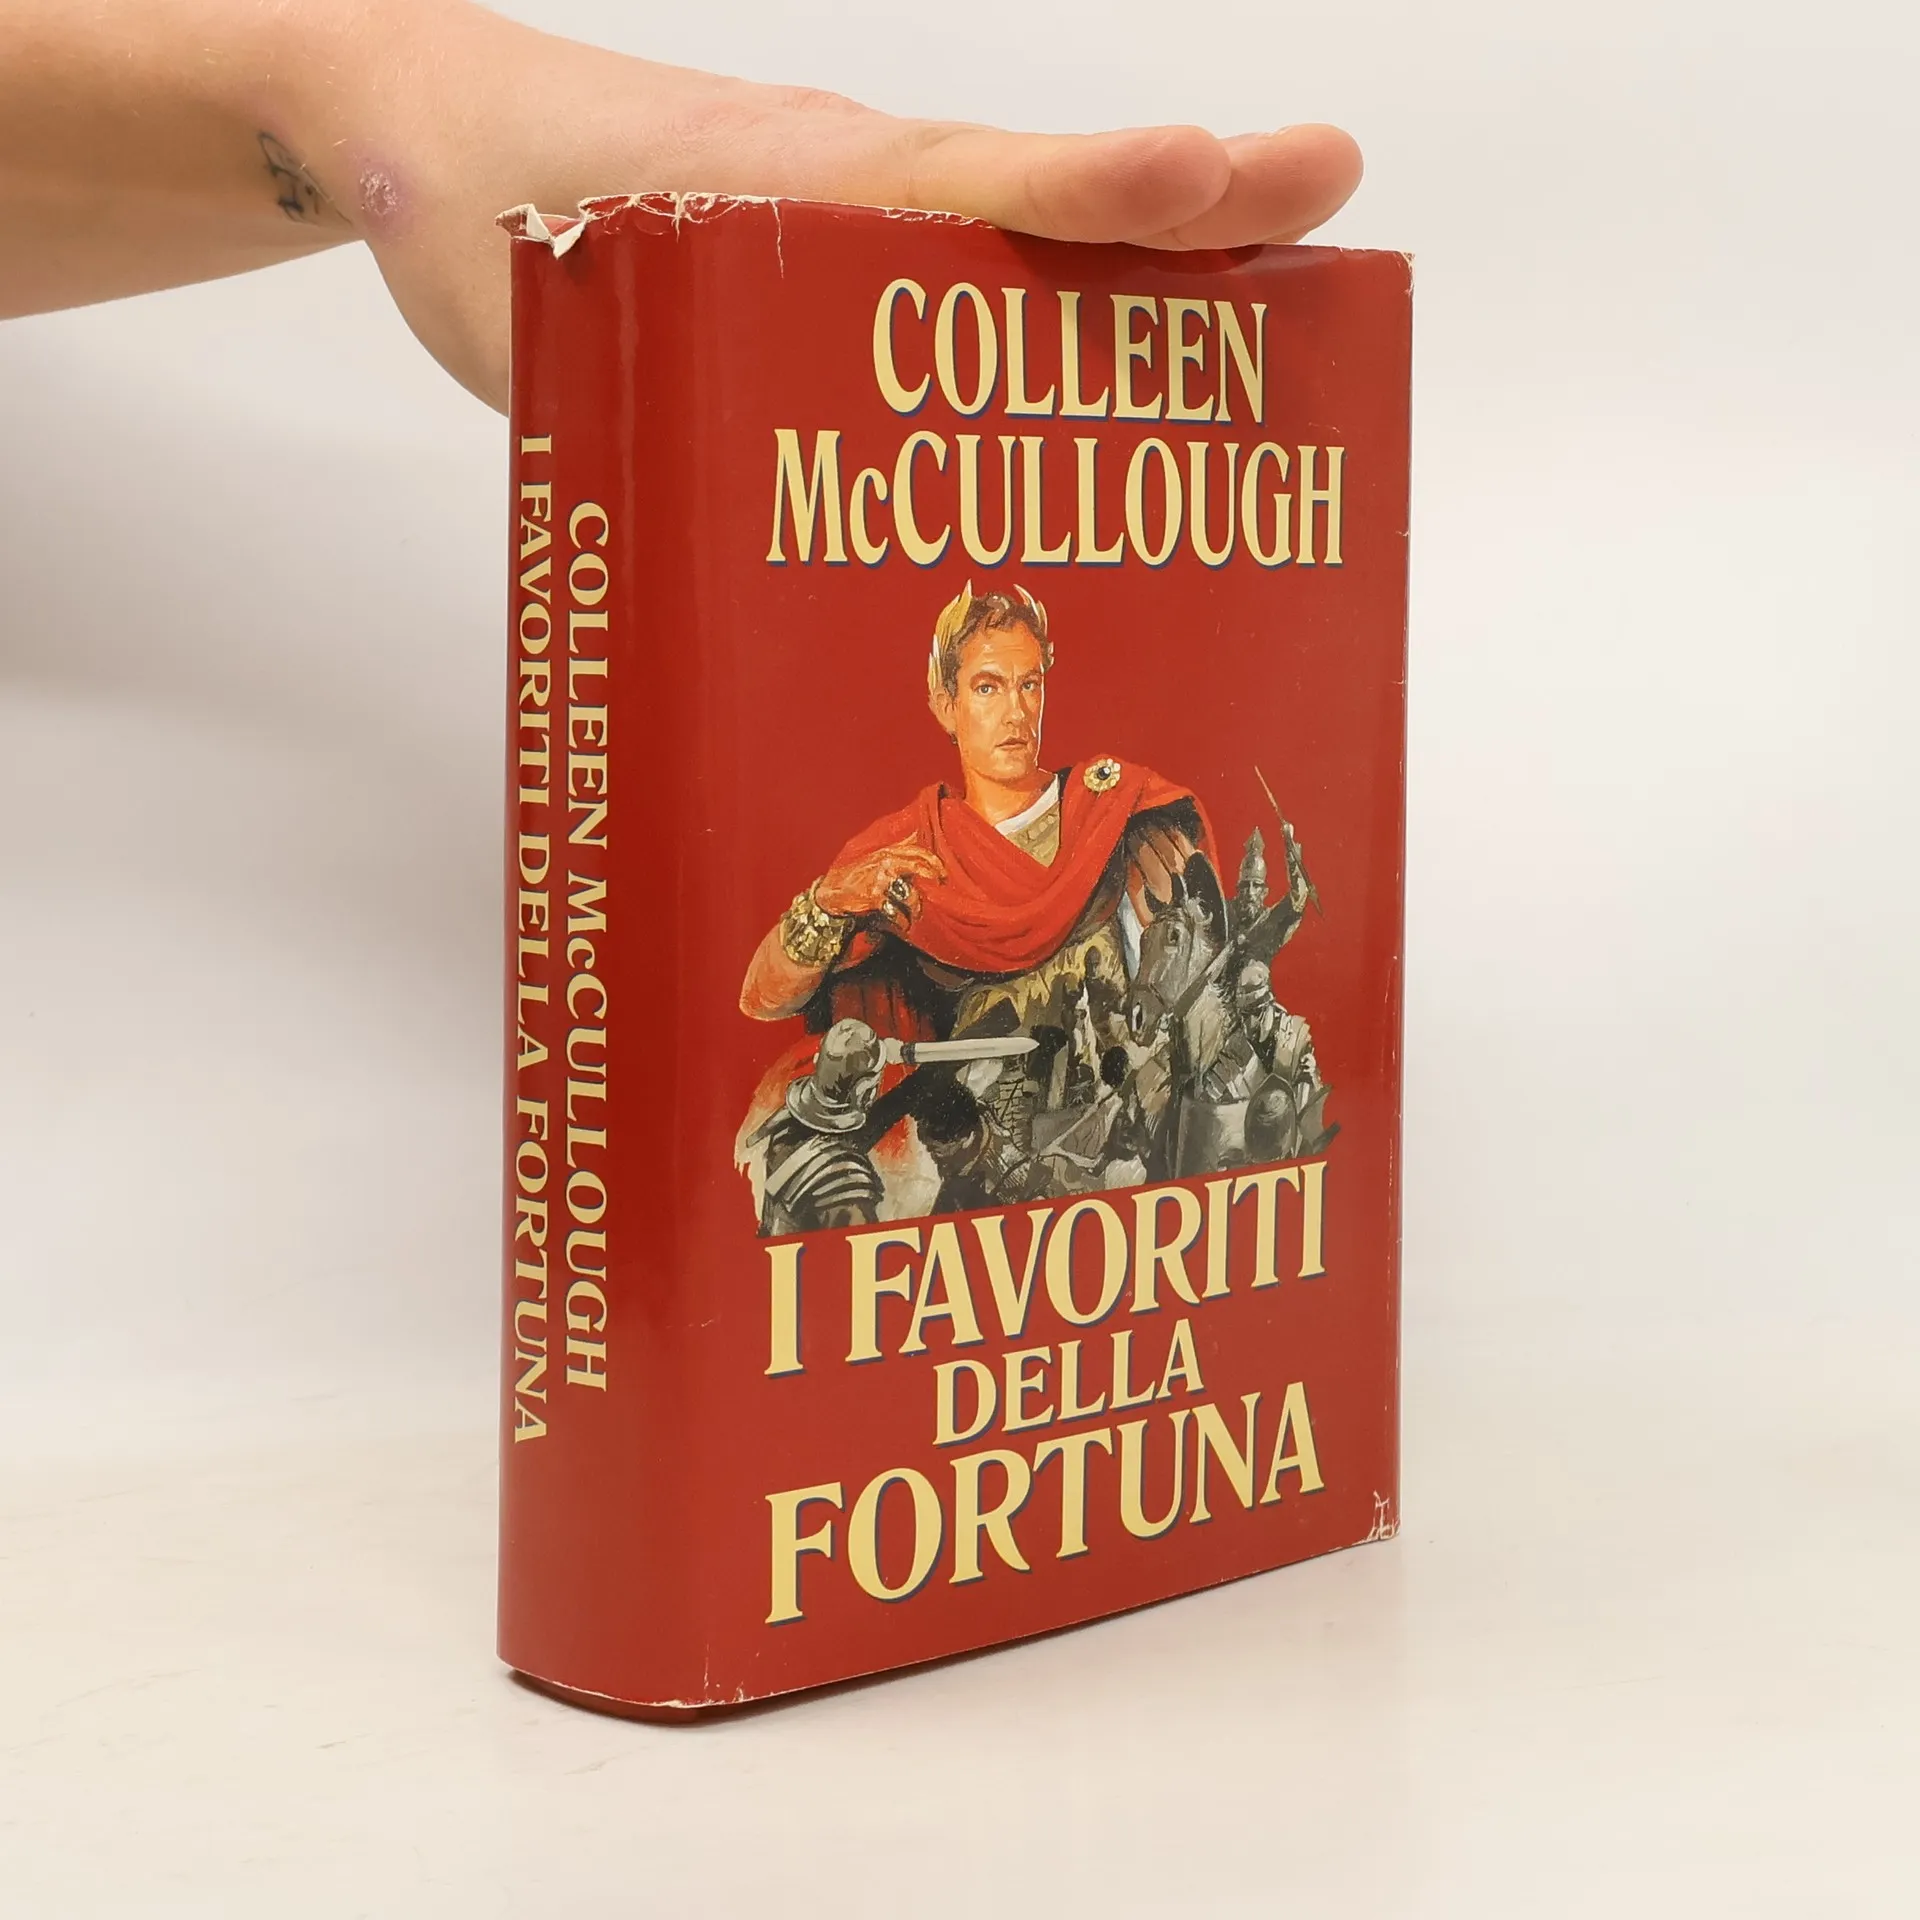 COLLEEN
McCULLOUGH
I FAVORITI
DELLA
FORTUNA
COLLEEN McCULLOUGH
I FAVORITI DELLA FORTUNA